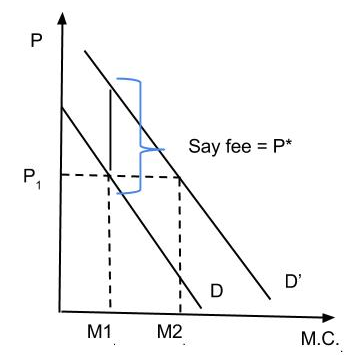 P
Say fee = P*
P1
D
D'
M1
M2
M.C.